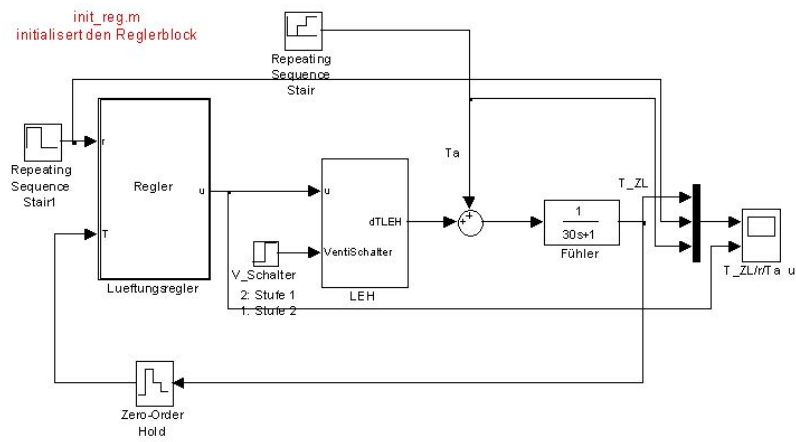 init_reg.m
initialisert den Reglerblock
Repeating
Sequence
Stair
Repeating
Sequence
Stair1
r
T
Regler
u
Lueftungsregler
V_Schalter
2: Stufe 1
1: Stufe 2
u
VentiSchalter
dTLEH
LEH
Ta
+
+
1
30s+1
Fühler
T_ZL
T_ZL/r/Ta u
Zero-Order
Hold